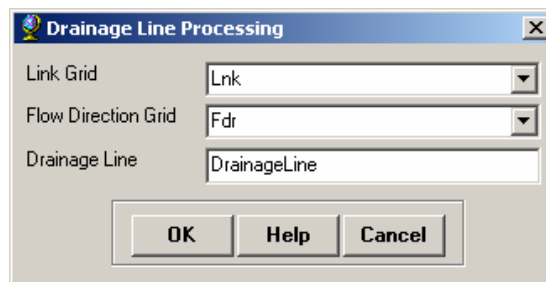 Drainage Line Processing
Link Grid Lnk
Flow Direction Grid Fdr
Drainage Line DrainageLine
OK Help Cancel